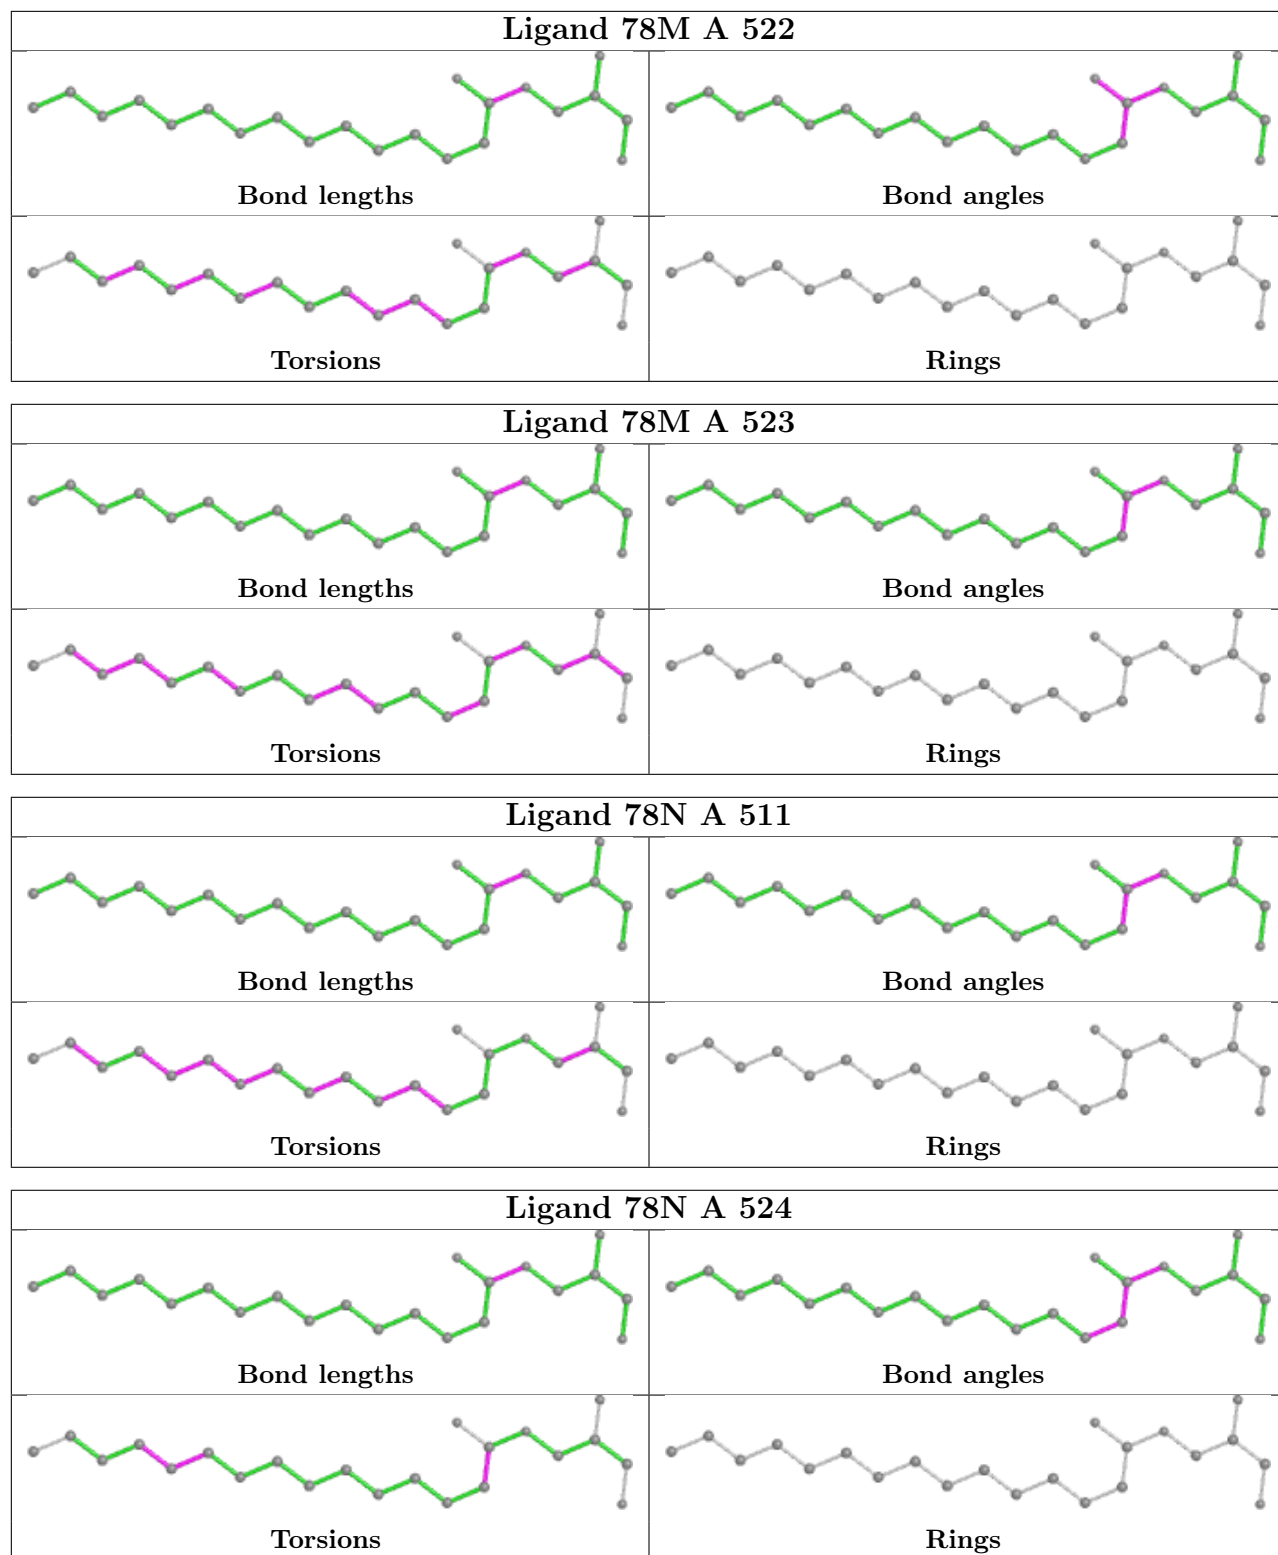 Ligand 78M A 522
Bond lengths
Bond angles
Torsions
Rings
Ligand 78M A 523
Bond lengths
Bond angles
Torsions
Rings
Ligand 78N A 511
Bond lengths
Bond angles
Torsions
Rings
Ligand 78N A 524
Bond lengths
Bond angles
Torsions
Rings